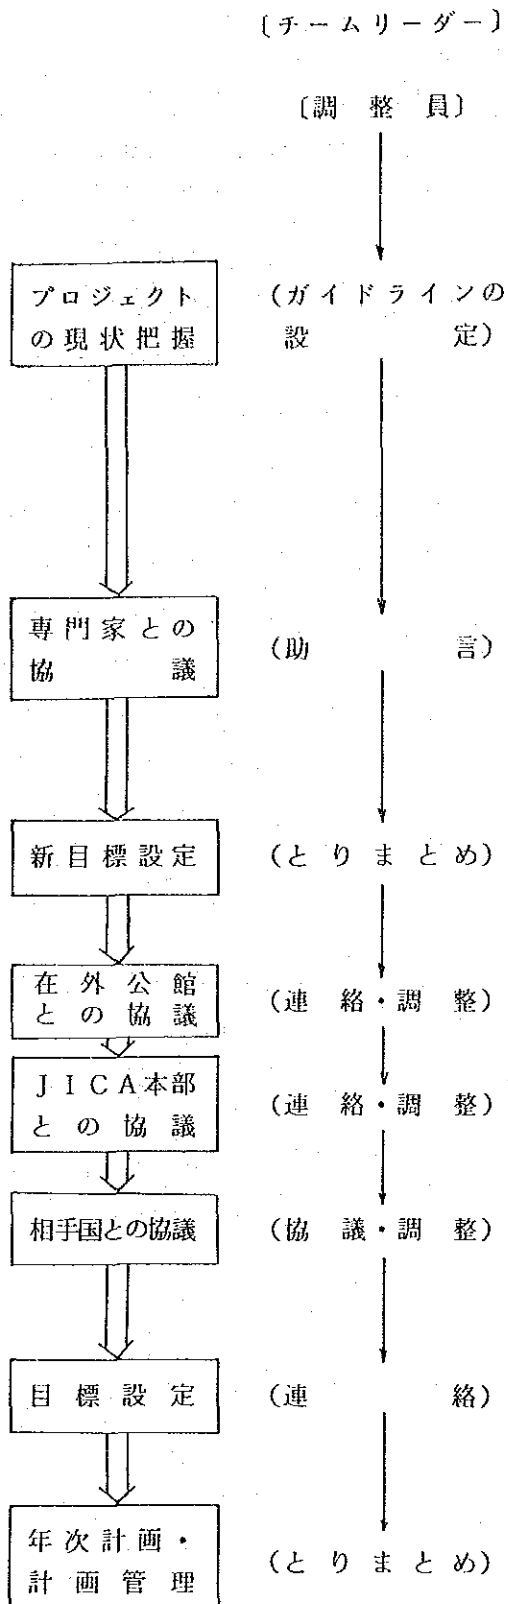 〔チームリーダー〕
〔調整員〕
プロジェクト
の現状把握
(ガイドラインの
設定)
専門家との
協議
(助言)
新目標設定
(とりまとめ)
在外公館
との協議
(連絡・調整)
JICA本部
との協議
(連絡・調整)
相手国との協議
(協議・調整)
目標設定
(連絡)
年次計画・
計画管理
(とりまとめ)